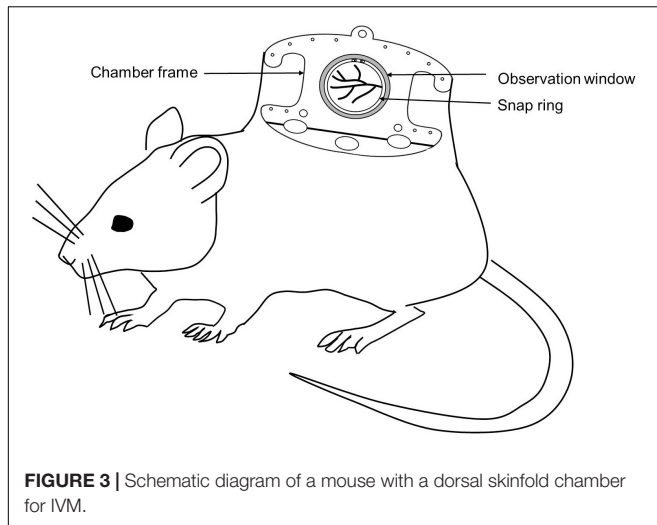 Chamber frame
Observation window
Snap ring
FIGURE 3 | Schematic diagram of a mouse with a dorsal skinfold chamber
for IVM.